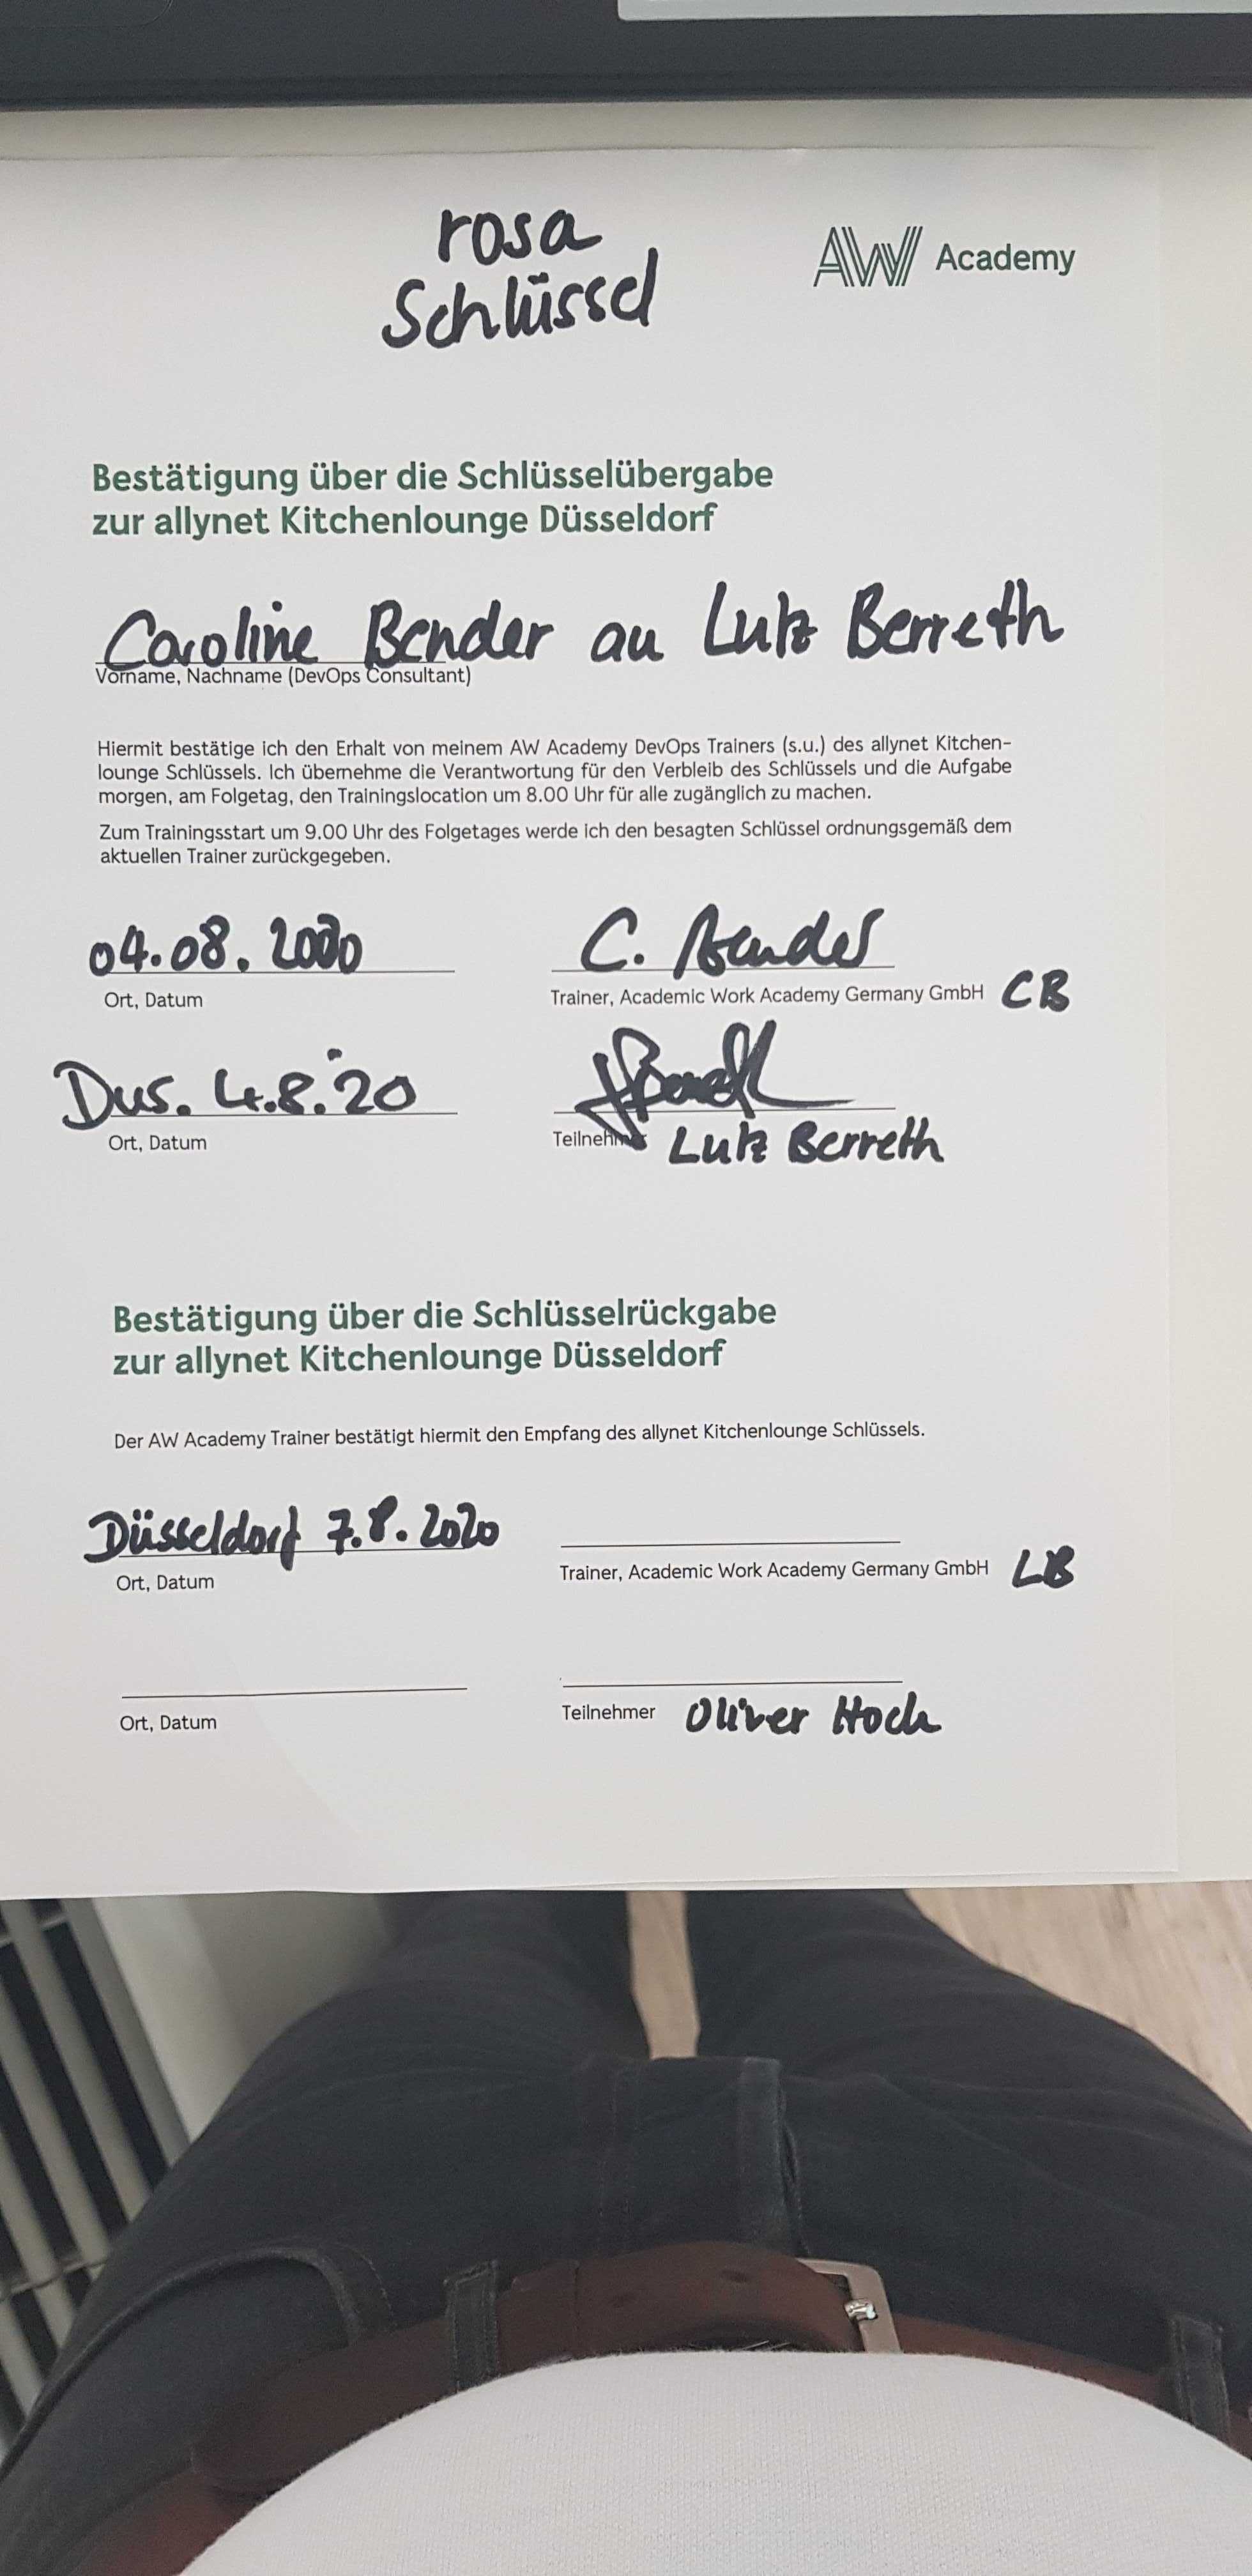 rosa
Schlüssel
AW Academy
Bestätigung über die Schlüsselübergabe
zur allynet Kitchenlounge Düsseldorf
Caroline Bender an Lutz Berreth
Vorname, Nachname (DevOps Consultant)
Hiermit bestätige ich den Erhalt von meinem AW Academy DevOps Trainers (s.u.) des allynet Kitchen-
lounge Schlüssels. Ich übernehme die Verantwortung für den Verbleib des Schlüssels und die Aufgabe
morgen, am Folgetag, den Trainingslocation um 8.00 Uhr für alle zugänglich zu machen.
Zum Trainingsstart um 9.00 Uhr des Folgetages werde ich den besagten Schlüssel ordnungsgemäß dem
aktuellen Trainer zurückgegeben.
04.08.2020 C. Bender
Ort, Datum Trainer, Academic Work Academy Germany GmbH CB
Dus. 4.8.'20
Ort, Datum Teilnehmer Lutz Berreth
Bestätigung über die Schlüsselrückgabe
zur allynet Kitchenlounge Düsseldorf
Der AW Academy Trainer bestätigt hiermit den Empfang des allynet Kitchenlounge Schlüssels.
Düsseldorf 7.8.2020
Ort, Datum Trainer, Academic Work Academy Germany GmbH LB
Ort, Datum Teilnehmer Oliver Hoch